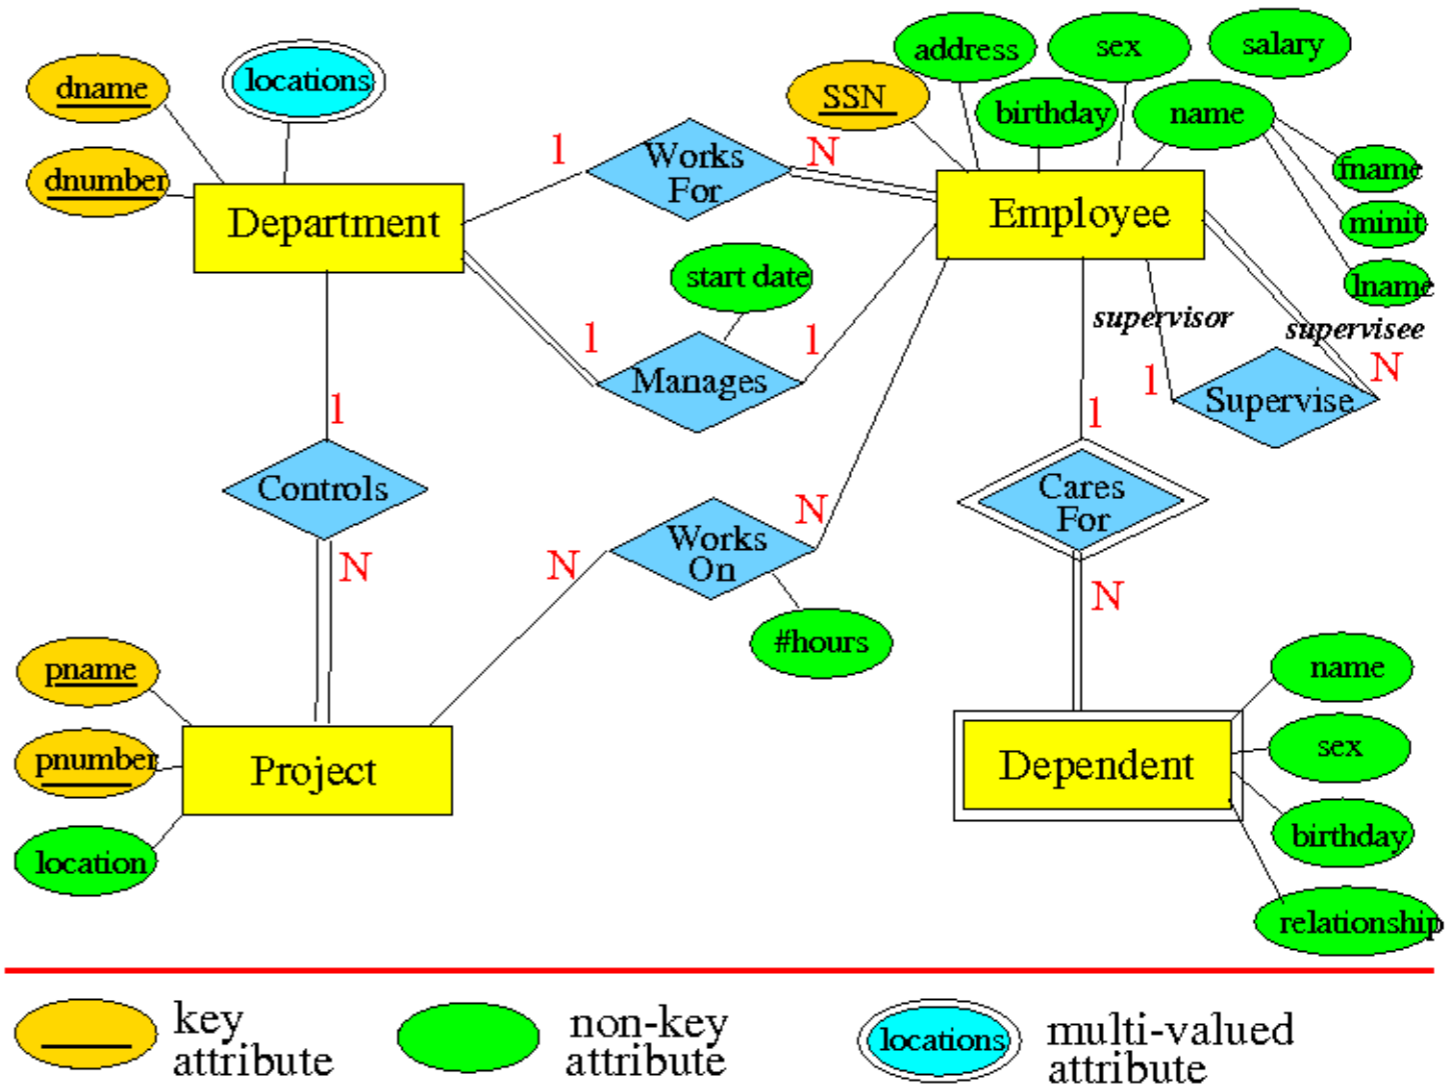 address
sex
salary
dname
locations
SSN
birthday
name
Works
For
1
N
fname
dnumber
minit
Department
Employee
start date
lname
supervisor
supervisee
1
1
Manages
1
N
Supervise
1
1
Controls
Cares
For
N
Works
On
N
N
N
#hours
pname
name
pnumber
Project
Dependent
sex
location
birthday
relationship
key
attribute
non-key
attribute
locations
multi-valued
attribute